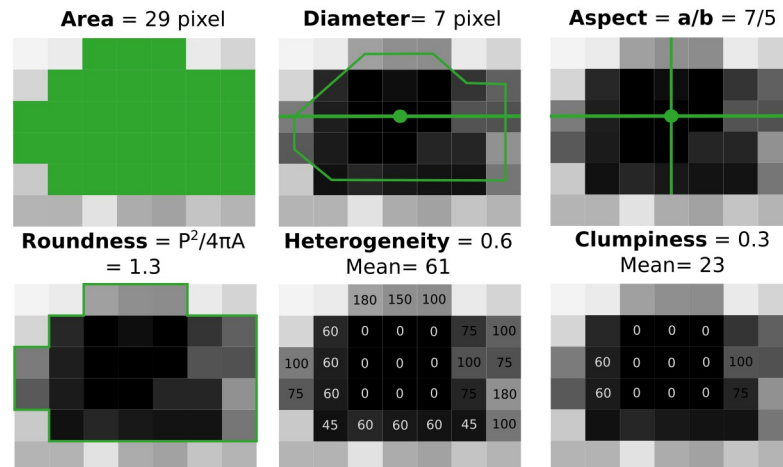 Area = 29 pixel
Diameter= 7 pixel
Aspect = a/b = 7/5
Roundness = P²/4πA
= 1.3
Heterogeneity = 0.6
Mean= 61
Clumpiness = 0.3
Mean= 23
180 150 100
60 0 0 0 75 100
100 60 0 0 0 100 75
75 60 0 0 0 75 180
45 60 60 60 45 100
0 0 0
60 0 0 0 100
60 0 0 0 75